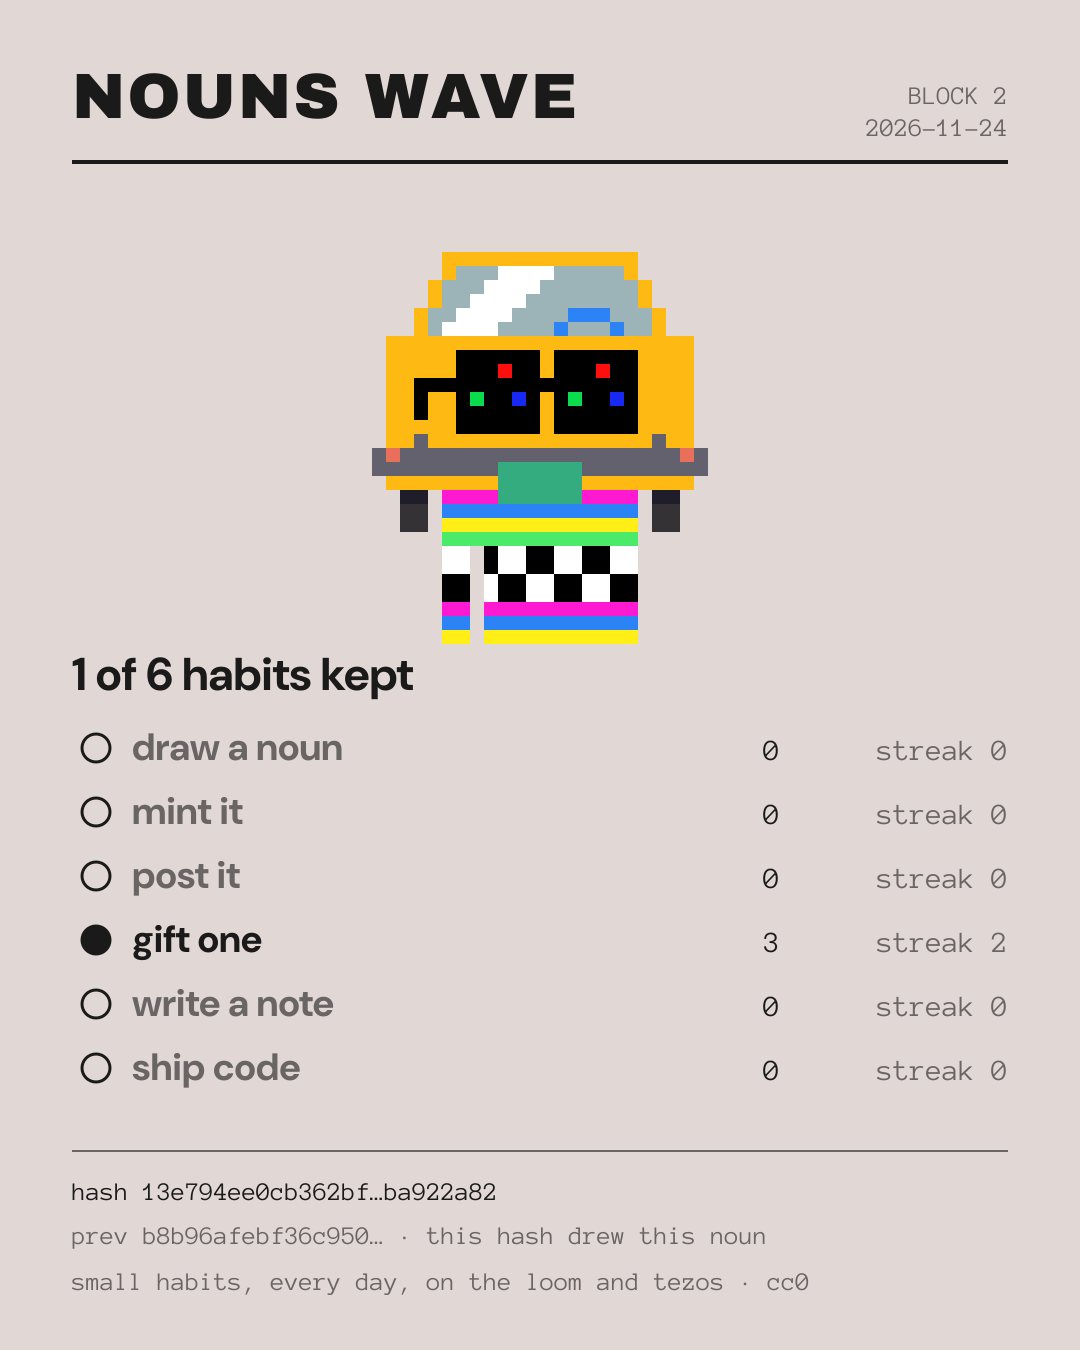 NOUNS WAVE
BLOCK 2
2026-11-24
1 of 6 habits kept
draw a noun 0 streak 0
mint it 0 streak 0
post it 0 streak 0
gift one 3 streak 2
write a note 0 streak 0
ship code 0 streak 0
hash 13e794ee0cb362bf…ba922a82
prev b8b96afebf36c950… · this hash drew this noun
small habits, every day, on the loom and tezos · cc0